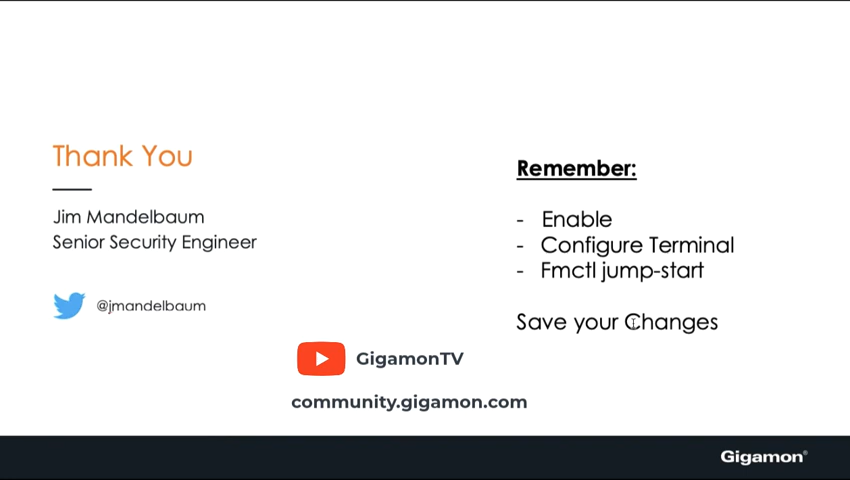 Thank You
Jim Mandelbaum
Senior Security Engineer
@jmandelbaum
Remember:
- Enable
- Configure Terminal
- Fmctl jump-start
Save your Changes
GigamonTV
community.gigamon.com
Gigamon®